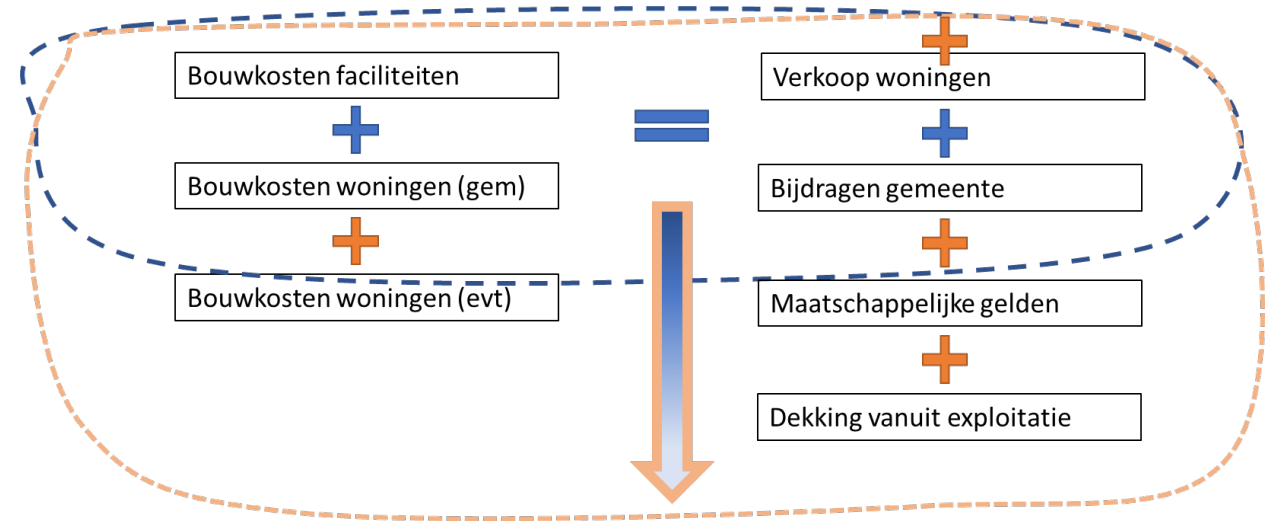 Bouwkosten faciliteiten
Bouwkosten woningen (gem)
Bouwkosten woningen (evt)
Verkoop woningen
Bijdragen gemeente
Maatschappelijke gelden
Dekking vanuit exploitatie